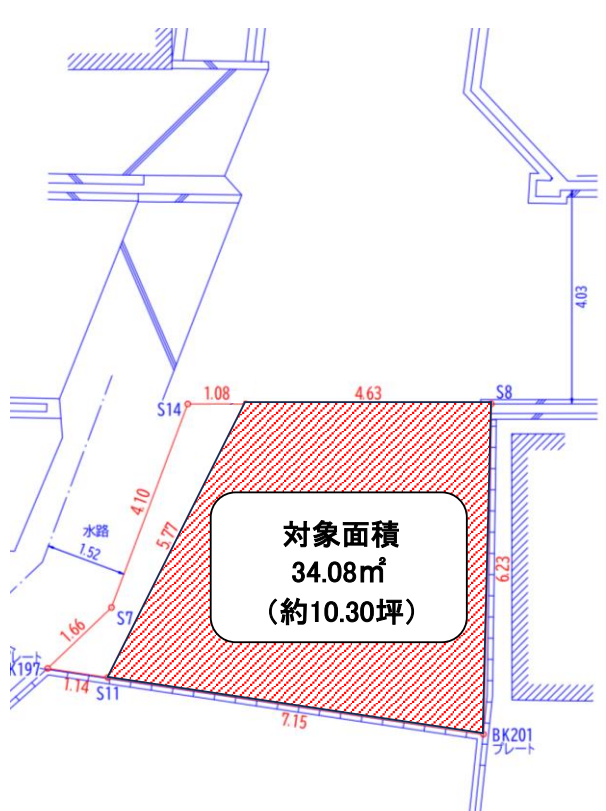 4.03
S8
1.08
4.63
S14
4.10
5.77
対象面積
34.08㎡
（約10.30坪）
6.23
水路
1.52
S7
1.66
レート
K197
1.14
S11
7.15
BK201
プレート